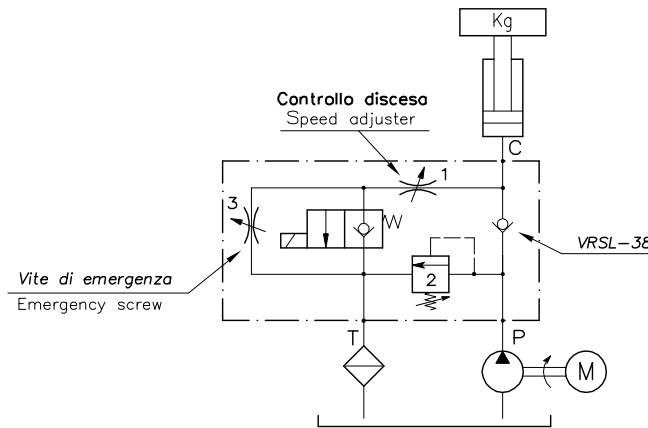 Kg
Controllo discesa
Speed adjuster
C
1
3
VRSL-38
2
Vite di emergenza
Emergency screw
T
P
M